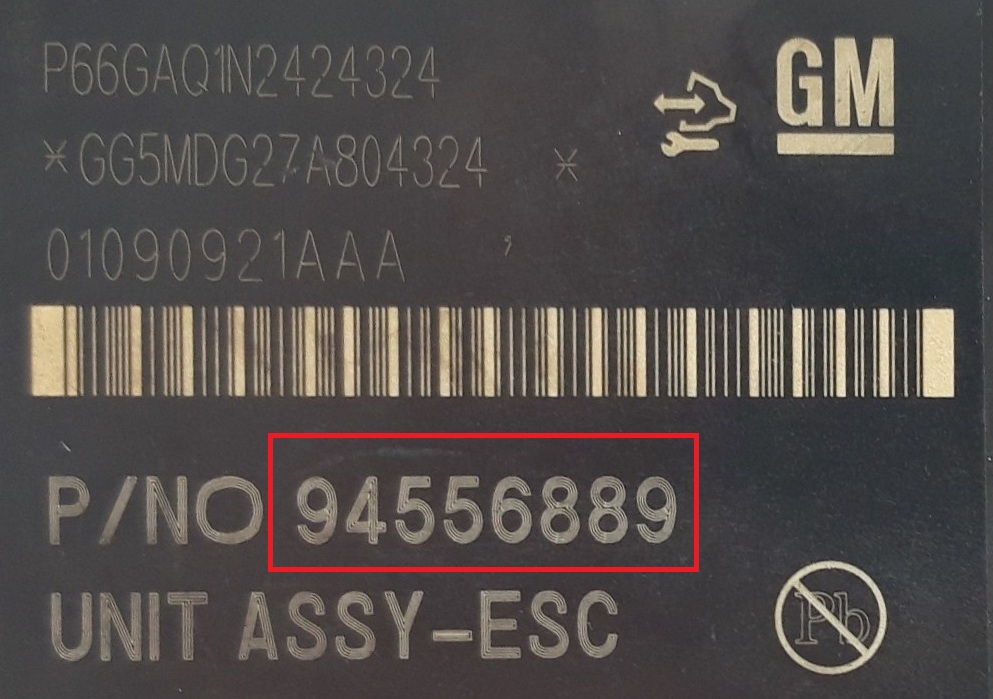 P66GAQ1N2424324
GM
*GG5MDG27A804324 *
01090921AAA
P/NO 94556889
UNIT ASSY-ESC
Pb